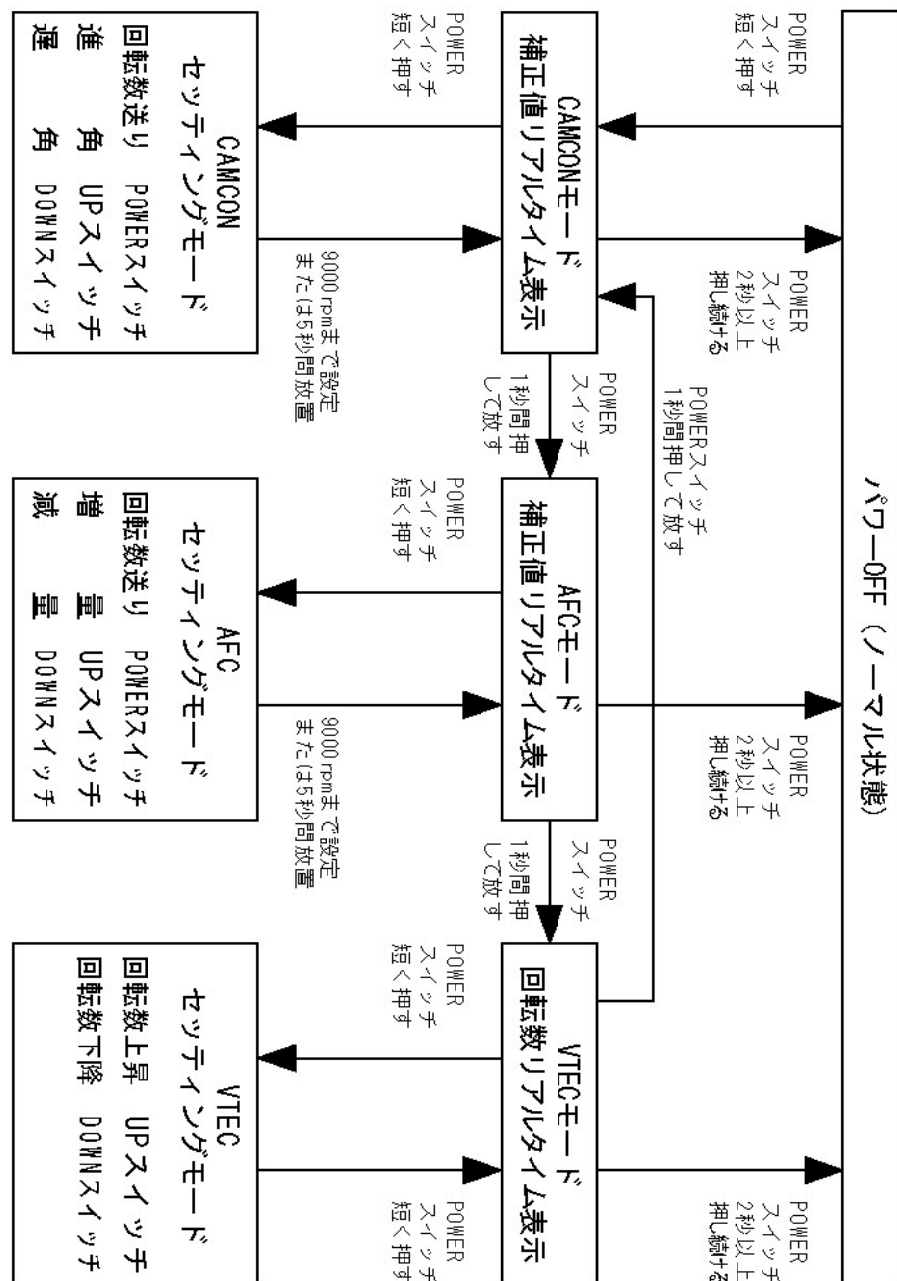 パワーOFF (ノーマル状態)
POWER
スイッチ
短く押す
POWER
スイッチ
2秒以上
押し続ける
POWER
スイッチ
2秒以上
押し続ける
POWER
スイッチ
2秒以上
押し続ける
POWERスイッチ
1秒間押して放す
CAMCONモード
補正値リアルタイム表示
POWER
スイッチ
1秒間押
して放す
AFCモード
補正値リアルタイム表示
POWER
スイッチ
1秒間押
して放す
VTECモード
回転数リアルタイム表示
POWER
スイッチ
短く押す
9000rpmまで設定
または5秒間放置
POWER
スイッチ
短く押す
9000rpmまで設定
または5秒間放置
POWER
スイッチ
短く押す
POWER
スイッチ
短く押す
CAMCON
セッティングモード
回転数送り POWERスイッチ
進 角 UPスイッチ
遅 角 DOWNスイッチ
AFC
セッティングモード
回転数送り POWERスイッチ
増 量 UPスイッチ
減 量 DOWNスイッチ
VTEC
セッティングモード
回転数上昇 UPスイッチ
回転数下降 DOWNスイッチ